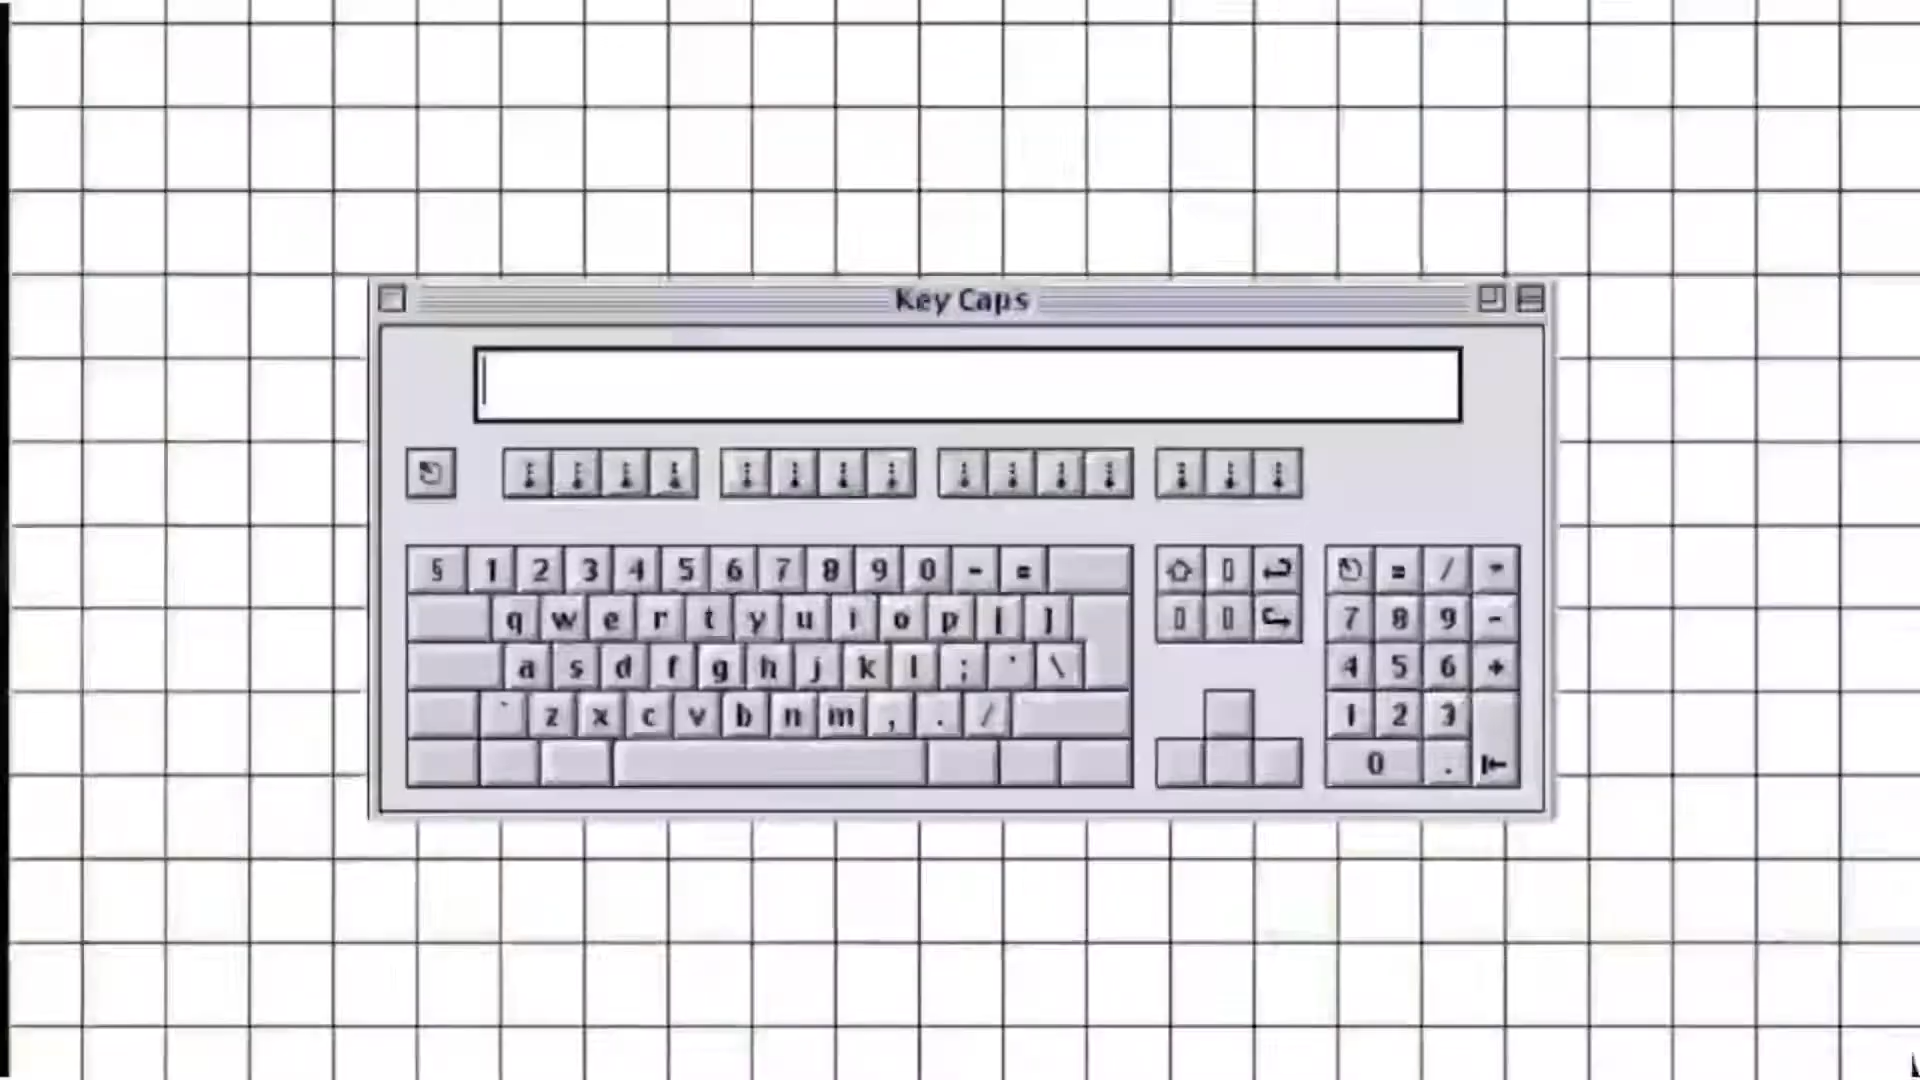 Key Caps
§ 1 2 3 4 5 6 7 8 9 0 - = = / *
q w e r t y u i o p [ ] 7 8 9 -
a s d f g h j k l ; ' \ 4 5 6 +
` z x c v b n m , . / 1 2 3
0 .